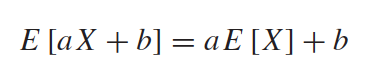 E [aX + b] = aE [X] + b